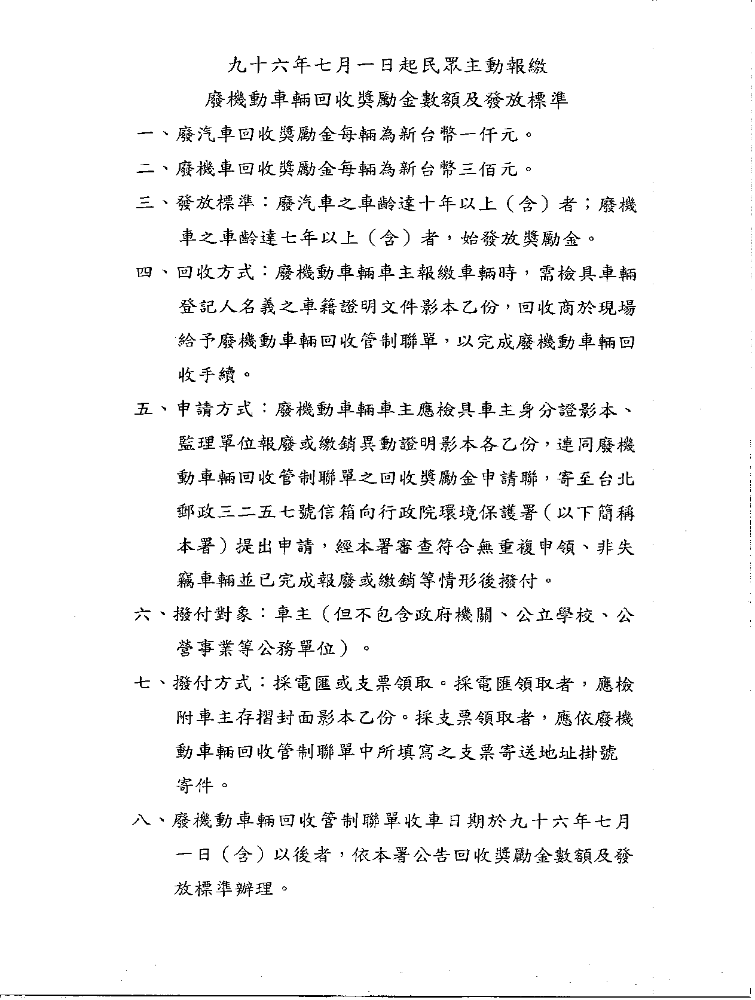 九十六年七月一日起民眾主動報繳
廢機動車輛回收獎勵金數額及發放標準
一、廢汽車回收獎勵金每輛為新台幣一仟元。
二、廢機車回收獎勵金每輛為新台幣三佰元。
三、發放標準：廢汽車之車齡達十年以上（含）者；廢機
車之車齡達七年以上（含）者，始發放獎勵金。
四、回收方式：廢機動車輛車主報繳車輛時，需檢具車輛
登記人名義之車籍證明文件影本乙份，回收商於現場
給予廢機動車輛回收管制聯單，以完成廢機動車輛回
收手續。
五、申請方式：廢機動車輛車主應檢具車主身分證影本、
監理單位報廢或繳銷異動證明影本各乙份，連同廢機
動車輛回收管制聯單之回收獎勵金申請聯，寄至台北
郵政三二五七號信箱向行政院環境保護署（以下簡稱
本署）提出申請，經本署審查符合無重複申領、非失
竊車輛並已完成報廢或繳銷等情形後撥付。
六、撥付對象：車主（但不包含政府機關、公立學校、公
營事業等公務單位）。
七、撥付方式：採電匯或支票領取。採電匯領取者，應檢
附車主存摺封面影本乙份。採支票領取者，應依廢機
動車輛回收管制聯單中所填寫之支票寄送地址掛號
寄件。
八、廢機動車輛回收管制聯單收車日期於九十六年七月
一日（含）以後者，依本署公告回收獎勵金數額及發
放標準辦理。